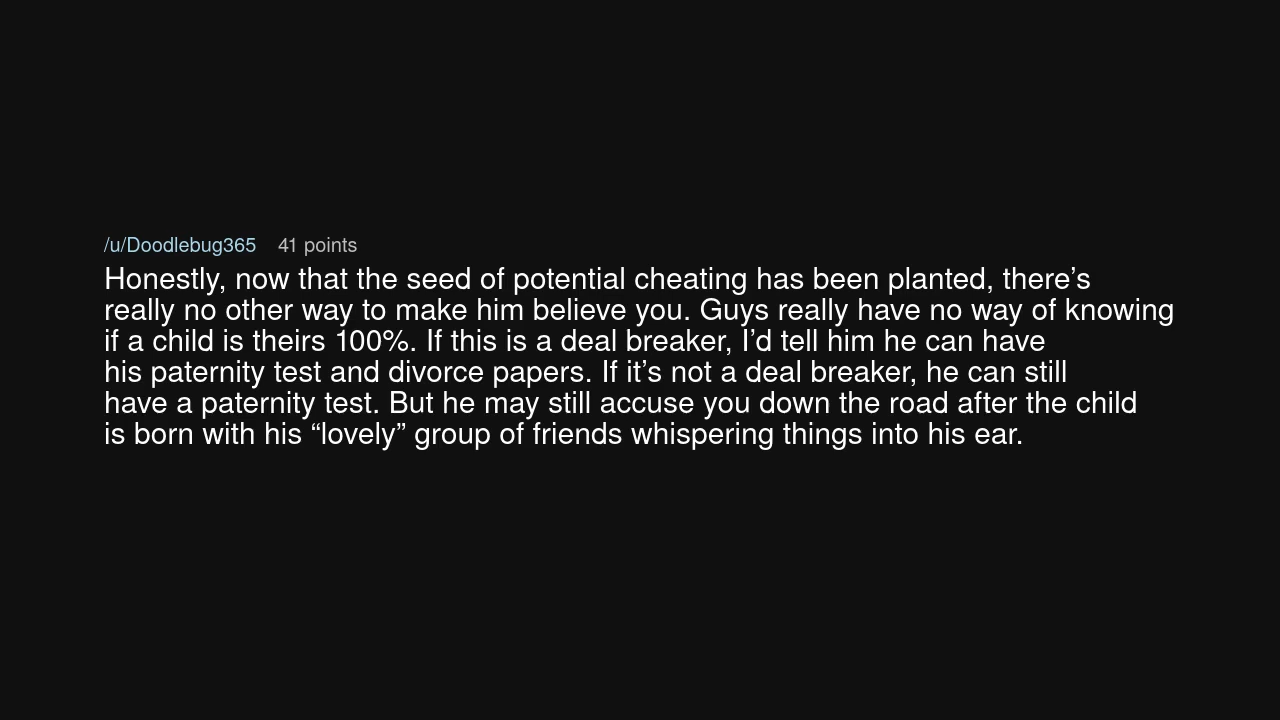 /u/Doodlebug365 41 points
Honestly, now that the seed of potential cheating has been planted, there’s
really no other way to make him believe you. Guys really have no way of knowing
if a child is theirs 100%. If this is a deal breaker, I’d tell him he can have
his paternity test and divorce papers. If it’s not a deal breaker, he can still
have a paternity test. But he may still accuse you down the road after the child
is born with his “lovely” group of friends whispering things into his ear.